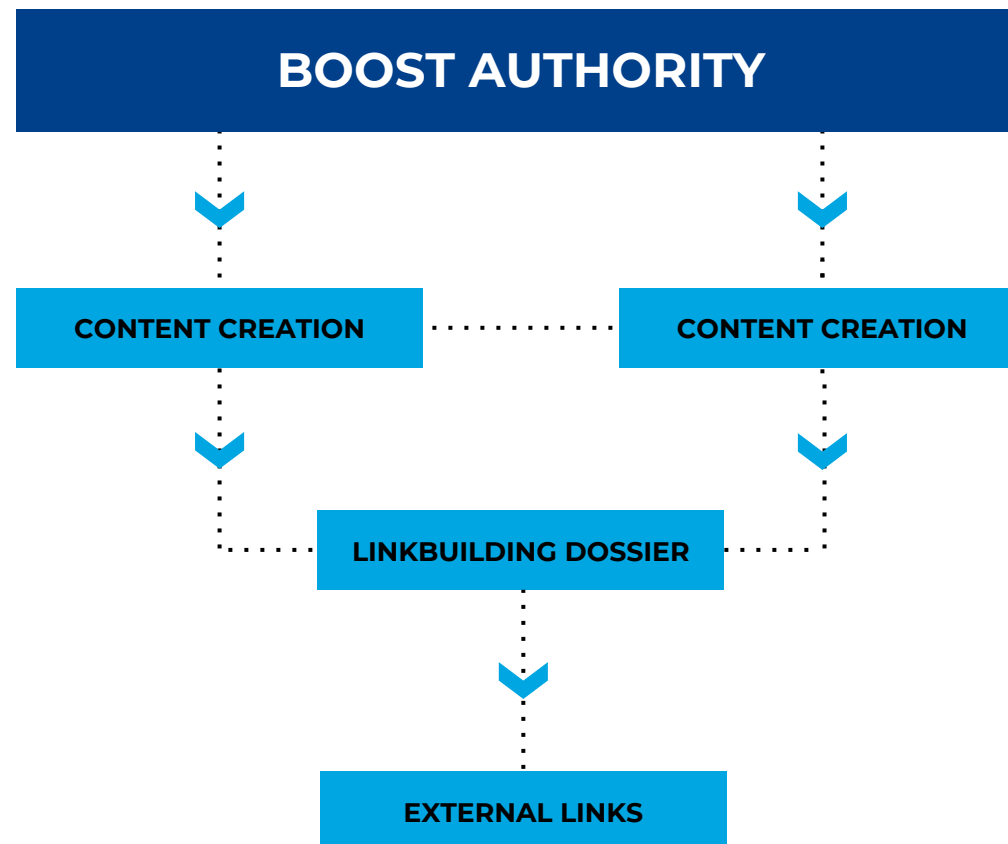 BOOST AUTHORITY
CONTENT CREATION
CONTENT CREATION
LINKBUILDING DOSSIER
EXTERNAL LINKS